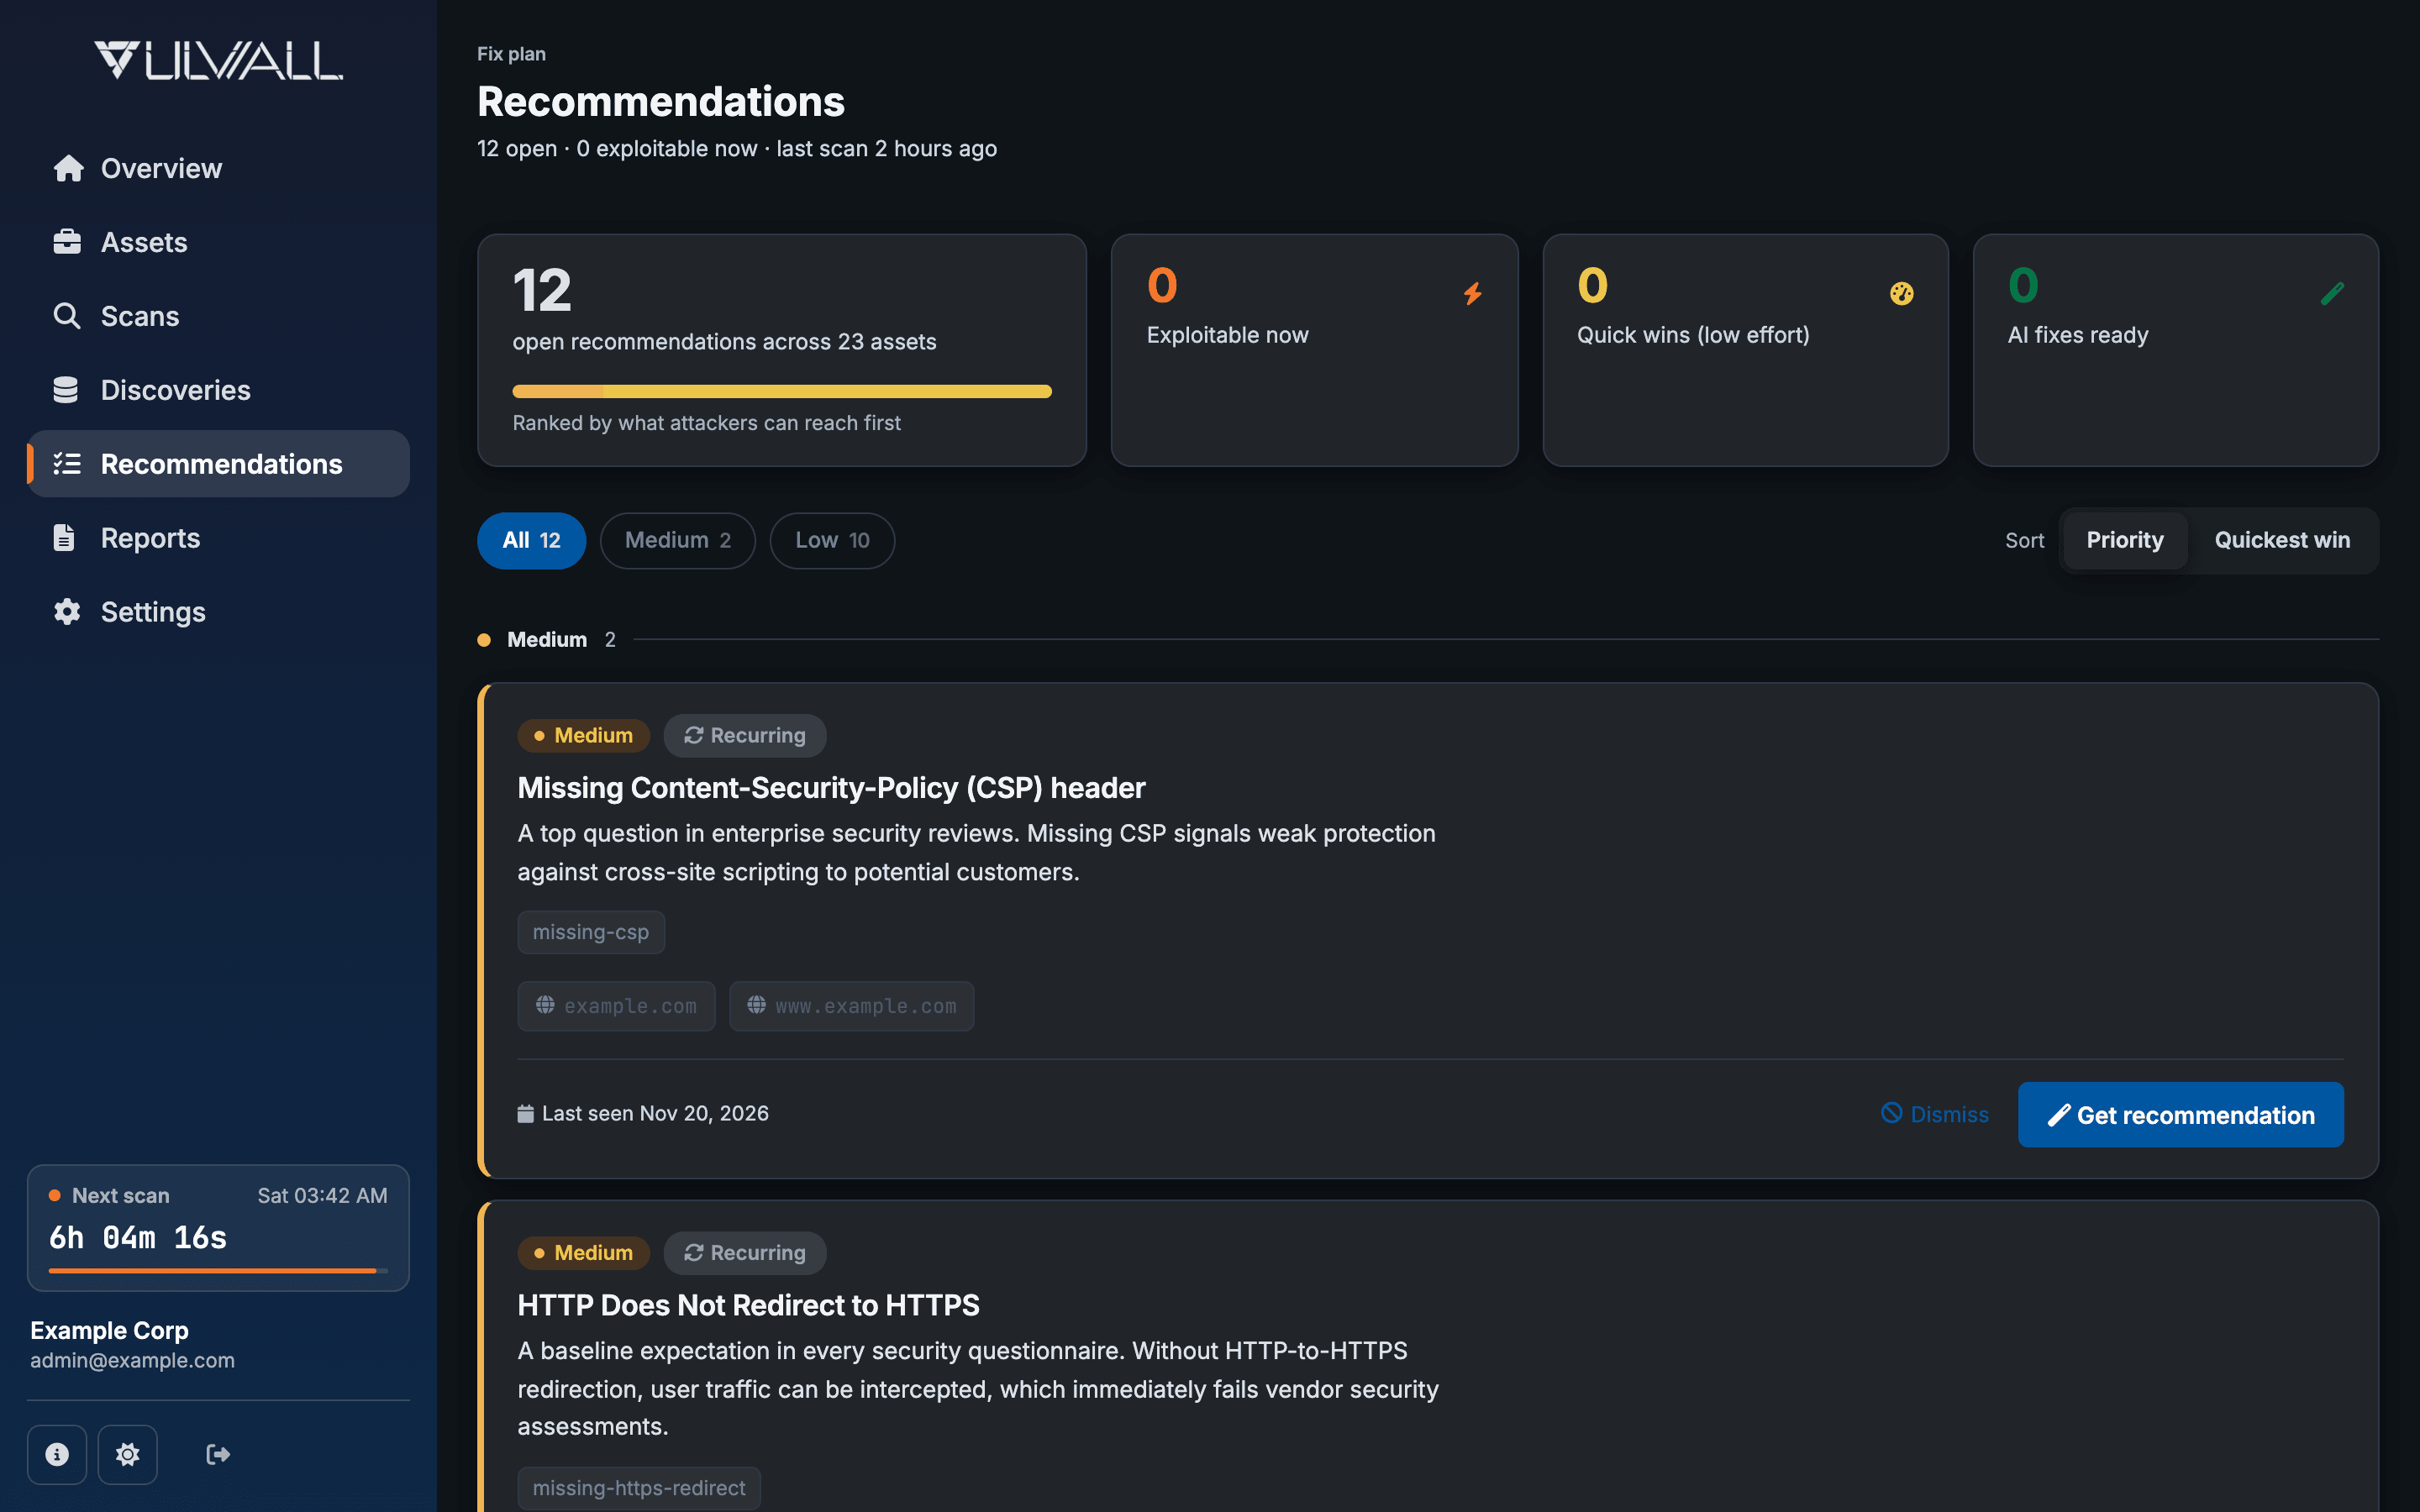 VULWALL
Overview
Assets
Scans
Discoveries
Recommendations
Reports
Settings
Next scan Sat 03:42 AM
6h 04m 16s
Example Corp
admin@example.com
Fix plan
Recommendations
12 open · 0 exploitable now · last scan 2 hours ago
12
open recommendations across 23 assets
Ranked by what attackers can reach first
0
Exploitable now
0
Quick wins (low effort)
0
AI fixes ready
All 12 Medium 2 Low 10
Sort Priority Quickest win
Medium 2
Medium Recurring
Missing Content-Security-Policy (CSP) header
A top question in enterprise security reviews. Missing CSP signals weak protection
against cross-site scripting to potential customers.
missing-csp
example.com www.example.com
Last seen Nov 20, 2026
Dismiss Get recommendation
Medium Recurring
HTTP Does Not Redirect to HTTPS
A baseline expectation in every security questionnaire. Without HTTP-to-HTTPS
redirection, user traffic can be intercepted, which immediately fails vendor security
assessments.
missing-https-redirect